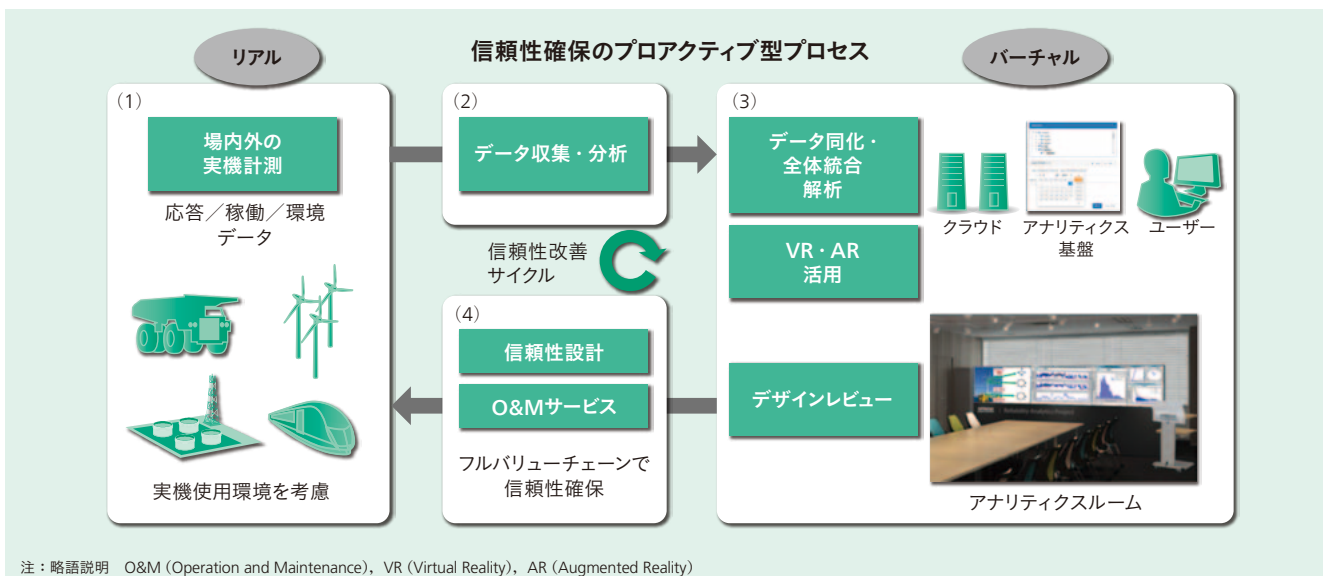 信頼性確保のプロアクティブ型プロセス
リアル
バーチャル
(1)
場内外の
実機計測
応答／稼働／環境
データ
実機使用環境を考慮
(2)
データ収集・分析
信頼性改善
サイクル
(3)
データ同化・
全体統合
解析
VR・AR
活用
デザインレビュー
クラウド
アナリティクス
基盤
ユーザー
アナリティクスルーム
(4)
信頼性設計
O&Mサービス
フルバリューチェーンで
信頼性確保
注：略語説明　O&M（Operation and Maintenance），VR（Virtual Reality），AR（Augmented Reality）